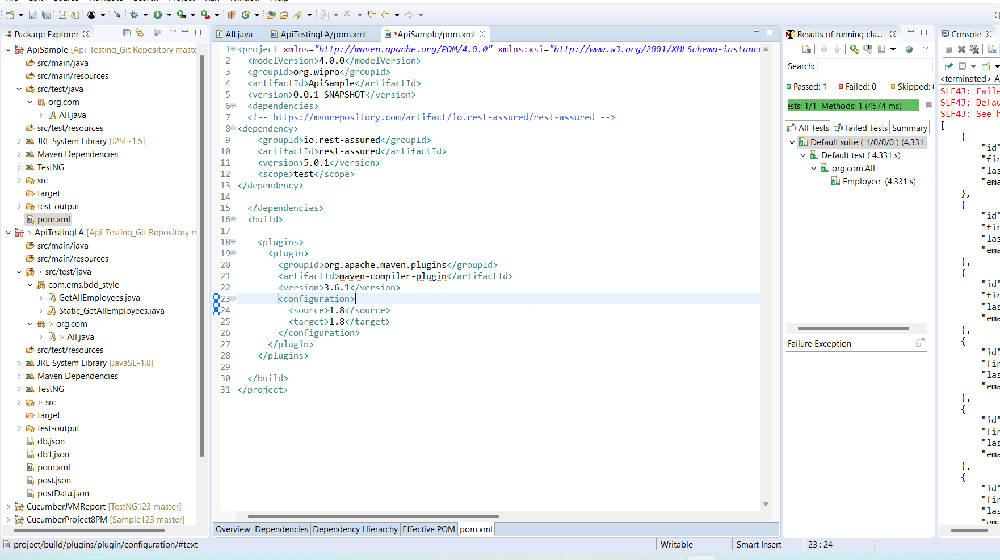 Package Explorer
ApiSample [Api-Testing_Git Repository maste
src/main/java
src/main/resources
src/test/java
org.com
All.java
src/test/resources
JRE System Library [J2SE-1.5]
Maven Dependencies
TestNG
src
target
test-output
pom.xml
> ApiTestingLA [Api-Testing_Git Repository m
src/main/java
src/main/resources
> src/test/java
com.ems.bdd_style
GetAllEmployees.java
Static_GetAllEmployees.java
> org.com
> All.java
src/test/resources
JRE System Library [JavaSE-1.8]
Maven Dependencies
TestNG
> src
target
test-output
db.json
db1.json
pom.xml
post.json
postData.json
CucumberJVMReport [TestNG123 master]
CucumberProject8PM [Sample123 master]
All.java
ApiTestingLA/pom.xml
*ApiSample/pom.xml
1 <project xmlns="http://maven.apache.org/POM/4.0.0" xmlns:xsi="http://www.w3.org/2001/XMLSchema-instance
2 <modelVersion>4.0.0</modelVersion>
3 <groupId>org.wipro</groupId>
4 <artifactId>ApiSample</artifactId>
5 <version>0.0.1-SNAPSHOT</version>
6 <dependencies>
7 <!-- https://mvnrepository.com/artifact/io.rest-assured/rest-assured -->
8 <dependency>
9 <groupId>io.rest-assured</groupId>
10 <artifactId>rest-assured</artifactId>
11 <version>5.0.1</version>
12 <scope>test</scope>
13 </dependency>
14
15 </dependencies>
16 <build>
17
18 <plugins>
19 <plugin>
20 <groupId>org.apache.maven.plugins</groupId>
21 <artifactId>maven-compiler-plugin</artifactId>
22 <version>3.6.1</version>
23 <configuration>
24 <source>1.8</source>
25 <target>1.8</target>
26 </configuration>
27 </plugin>
28 </plugins>
29
30 </build>
31 </project>
Overview
Dependencies
Dependency Hierarchy
Effective POM
pom.xml
Results of running cla...
Search:
Passed: 1
Failed: 0
Skipped:
ests: 1/1 Methods: 1 (4574 ms)
All Tests
Failed Tests
Summary
Default suite ( 1/0/0/0 ) (4.331
Default test ( 4.331 s)
org.com.All
Employee (4.331 s)
Failure Exception
Console
<terminated> A
SLF4J: Faile
SLF4J: Defau
SLF4J: See h
[
{
"id"
"fir
"las
"ema
},
{
"id"
"fir
"las
"ema
},
{
"id"
"fir
"las
"ema
},
{
"id"
"fir
"las
"ema
},
{
"id"
"fir
"las
"ema
},
{
"id"
"fir
"las
"ema
project/build/plugins/plugin/configuration/#text
Writable
Smart Insert
23 : 24